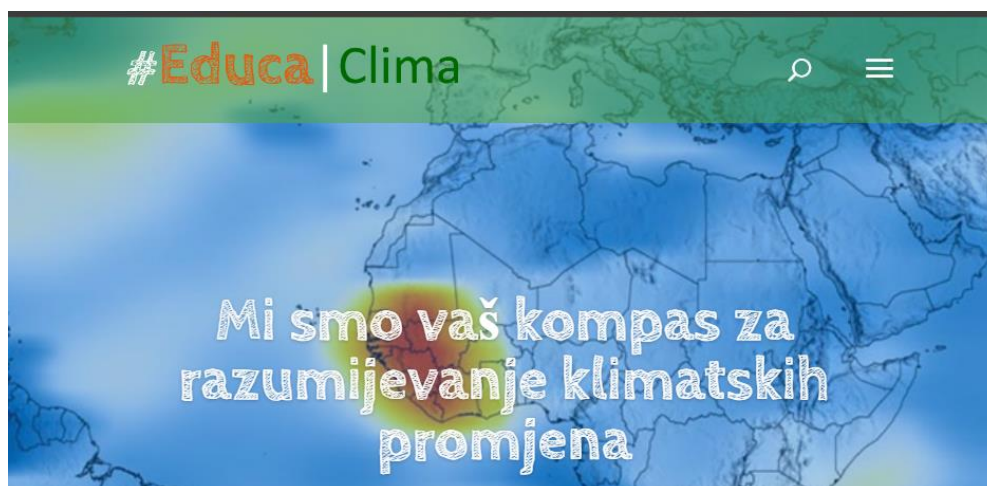 #Educa|Clima
Mi smo vaš kompas za
razumijevanje klimatskih
promjena